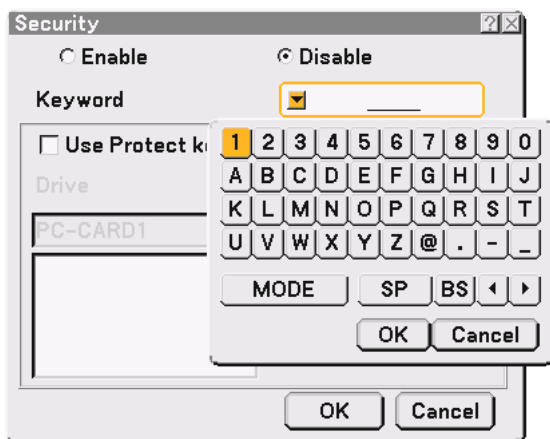 Security ? ×
Enable Disable
Keyword ____
Use Protect k
1 2 3 4 5 6 7 8 9 0
A B C D E F G H I J
Drive
K L M N O P Q R S T
PC-CARD1
U V W X Y Z @ . - _
MODE SP BS
OK Cancel
OK Cancel